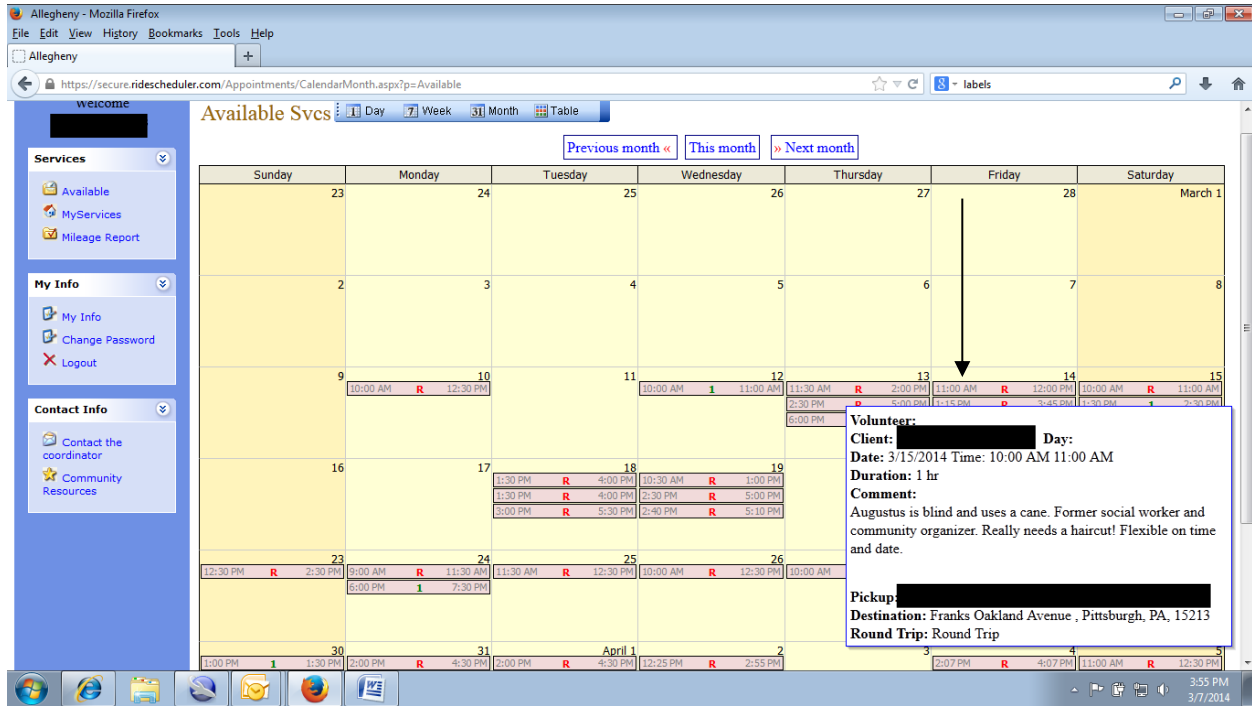 Allegheny - Mozilla Firefox
File Edit View History Bookmarks Tools Help
Allegheny +
https://secure.ridescheduler.com/Appointments/CalendarMonth.aspx?p=Available 8 labels
Welcome
Services
Available
MyServices
Mileage Report
My Info
My Info
Change Password
Logout
Contact Info
Contact the
coordinator
Community
Resources
Available Svcs 1 Day 7 Week 31 Month Table
Previous month « This month » Next month
Sunday Monday Tuesday Wednesday Thursday Friday Saturday
23 24 25 26 27 28 March 1
2 3 4 5 6 7 8
9 10 11 12 13 14 15
10:00 AM R 12:30 PM 10:00 AM 1 11:00 AM 11:30 AM R 2:00 PM 11:00 AM R 12:00 PM 10:00 AM R 11:00 AM
2:30 PM R 5:00 PM 1:15 PM R 3:45 PM 1:30 PM 1 2:30 PM
6:00 PM
16 17 18 19
1:30 PM R 4:00 PM 10:30 AM R 1:00 PM
1:30 PM R 4:00 PM 2:30 PM R 5:00 PM
3:00 PM R 5:30 PM 2:40 PM R 5:10 PM
23 24 25 26
12:30 PM R 2:30 PM 9:00 AM R 11:30 AM 11:30 AM R 12:30 PM 10:00 AM R 12:30 PM 10:00 AM
6:00 PM 1 7:30 PM
30 31 April 1 2 3 4 5
1:00 PM 1 1:30 PM 2:00 PM R 4:30 PM 2:00 PM R 4:30 PM 12:25 PM R 2:55 PM 2:07 PM R 4:07 PM 11:00 AM R 12:30 PM
Volunteer:
Client: Day:
Date: 3/15/2014 Time: 10:00 AM 11:00 AM
Duration: 1 hr
Comment:
Augustus is blind and uses a cane. Former social worker and
community organizer. Really needs a haircut! Flexible on time
and date.
Pickup:
Destination: Franks Oakland Avenue , Pittsburgh, PA, 15213
Round Trip: Round Trip
3:55 PM
3/7/2014